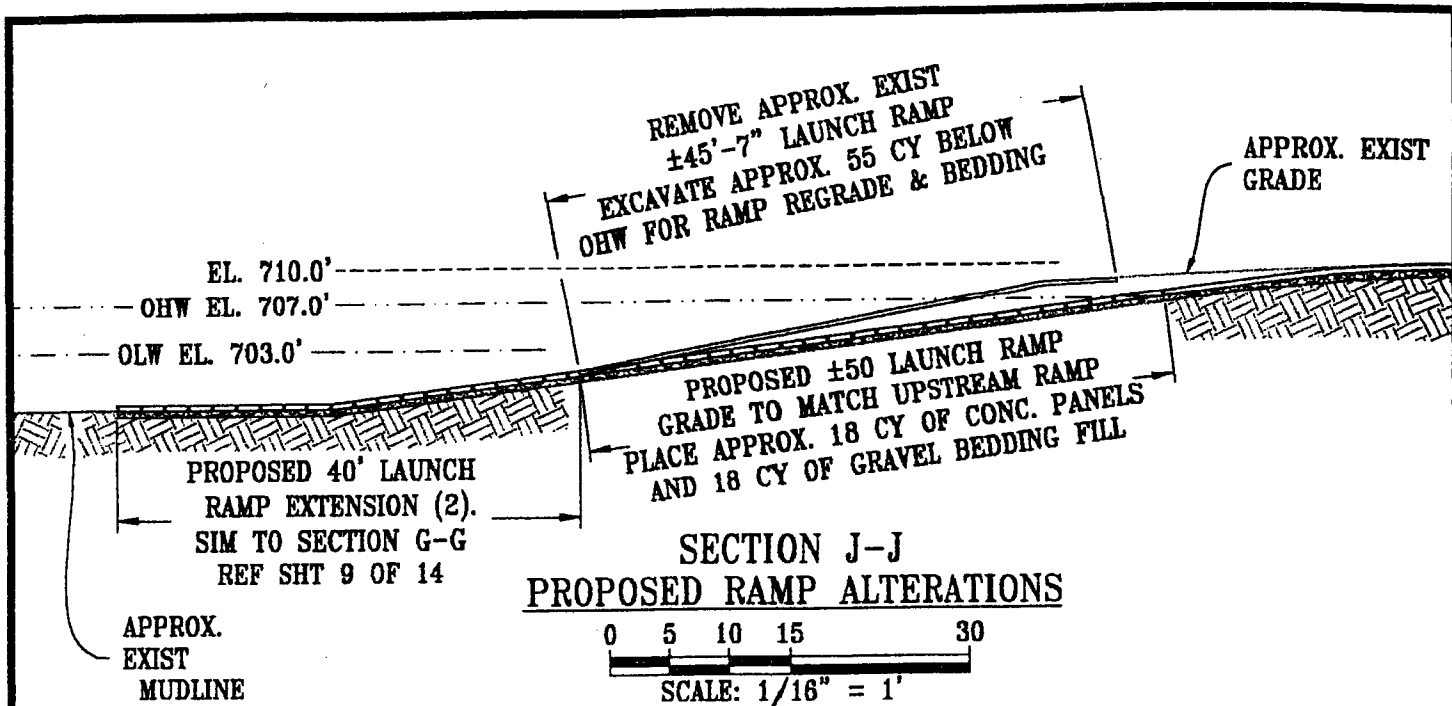 REMOVE APPROX. EXIST
±45'-7" LAUNCH RAMP
EXCAVATE APPROX. 55 CY BELOW
OHW FOR RAMP REGRADE & BEDDING
APPROX. EXIST
GRADE
EL. 710.0'
OHW EL. 707.0'
OLW EL. 703.0'
PROPOSED ±50 LAUNCH RAMP
GRADE TO MATCH UPSTREAM RAMP
PLACE APPROX. 18 CY OF CONC. PANELS
AND 18 CY OF GRAVEL BEDDING FILL
PROPOSED 40' LAUNCH
RAMP EXTENSION (2).
SIM TO SECTION G-G
REF SHT 9 OF 14
APPROX.
EXIST
MUDLINE
SECTION J-J
PROPOSED RAMP ALTERATIONS
0 5 10 15 30
SCALE: 1/16" = 1'